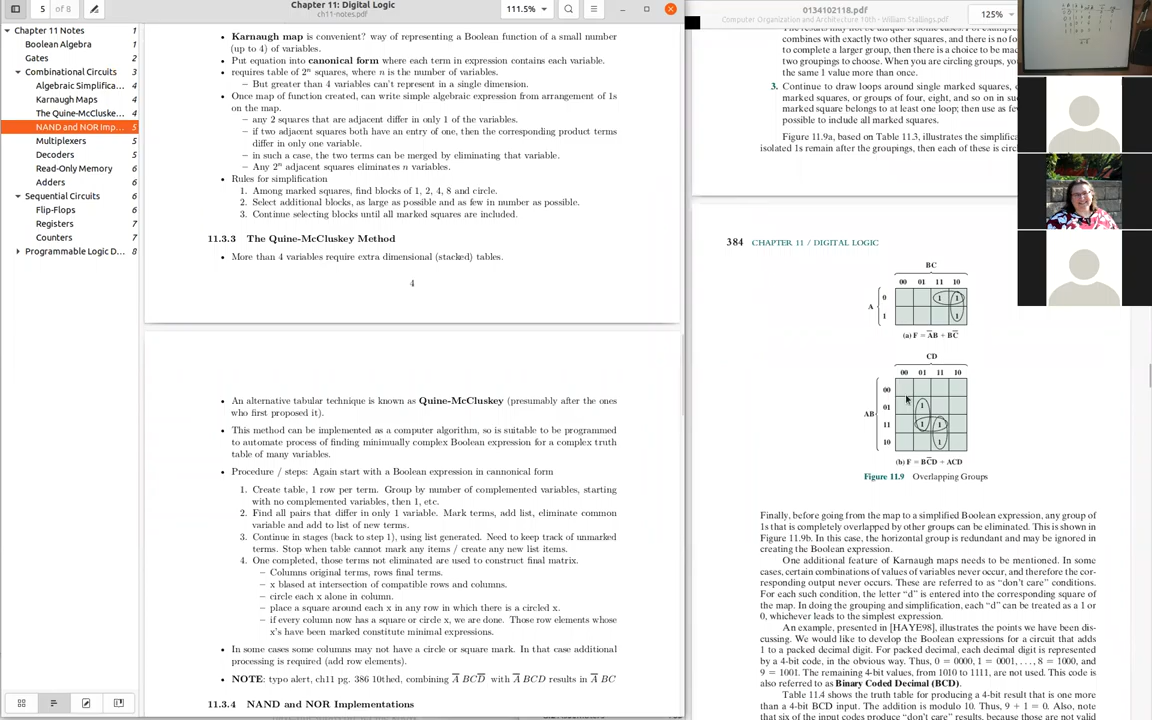 5 of 8
Chapter 11: Digital Logic
ch11-notes.pdf
111.5%
0134102118.pdf
Computer Organization and Architecture 10th - William Stallings.pdf
125%
Chapter 11 Notes 1
Boolean Algebra 1
Gates 2
Combinational Circuits 3
Algebraic Simplifica... 4
Karnaugh Maps 4
The Quine-McCluske... 4
NAND and NOR Imp... 5
Multiplexers 5
Decoders 5
Read-Only Memory 6
Adders 6
Sequential Circuits 6
Flip-Flops 6
Registers 7
Counters 7
Programmable Logic D... 8
• Karnaugh map is convenient? way of representing a Boolean function of a small number
(up to 4) of variables.
• Put equation into canonical form where each term in expression contains each variable.
• requires table of 2ⁿ squares, where n is the number of variables.
– But greater than 4 variables can't represent in a single dimension.
• Once map of function created, can write simple algebraic expression from arrangement of 1s
on the map.
– any 2 squares that are adjacent differ in only 1 of the variables.
– if two adjacent squares both have an entry of one, then the corresponding product terms
differ in only one variable.
– in such a case, the two terms can be merged by eliminating that variable.
– Any 2ⁿ adjacent squares eliminates n variables.
• Rules for simplification
1. Among marked squares, find blocks of 1, 2, 4, 8 and circle.
2. Select additional blocks, as large as possible and as few in number as possible.
3. Continue selecting blocks until all marked squares are included.
11.3.3 The Quine-McCluskey Method
• More than 4 variables require extra dimensional (stacked) tables.
4
• An alternative tabular technique is known as Quine-McCluskey (presumably after the ones
who first proposed it).
• This method can be implemented as a computer algorithm, so is suitable to be programmed
to automate process of finding minimually complex Boolean expression for a complex truth
table of many variables.
• Procedure / steps: Again start with a Boolean expression in cannonical form
1. Create table, 1 row per term. Group by number of complemented variables, starting
with no complemented variables, then 1, etc.
2. Find all pairs that differ in only 1 variable. Mark terms, add list, eliminate common
variable and add to list of new terms.
3. Continue in stages (back to step 1), using list generated. Need to keep track of unmarked
terms. Stop when table cannot mark any items / create any new list items.
4. One completed, those terms not eliminated are used to construct final matrix.
– Columns original terms, rows final terms.
– x biased at intersection of compatible rows and columns.
– circle each x alone in column.
– place a square around each x in any row in which there is a circled x.
– if every column now has a square or circle x, we are done. Those row elements whose
x's have been marked constitute minimal expressions.
• In some cases some columns may not have a circle or square mark. In that case additional
processing is required (add row elements).
• NOTE: typo alert, ch11 pg. 386 10thed, combining A̅ BCD̅ with A̅ BCD results in A̅ BC
11.3.4 NAND and NOR Implementations
combines with exactly two other squares, and there is no fo
to complete a larger group, then there is a choice to be mad
two groupings to choose. When you are circling groups, you
the same 1 value more than once.
3. Continue to draw loops around single marked squares, o
marked squares, or groups of four, eight, and so on in suc
marked square belongs to at least one loop; then use as few
possible to include all marked squares.
Figure 11.9a, based on Table 11.3, illustrates the simplifica
isolated 1s remain after the groupings, then each of these is circl
384 CHAPTER 11 / DIGITAL LOGIC
BC
00 01 11 10
A
0 1 1
1 1
(a) F = A̅B + BC̅
CD
00 01 11 10
AB
00
01 1
11 1 1
10 1
(b) F = BC̅D + ACD
Figure 11.9 Overlapping Groups
Finally, before going from the map to a simplified Boolean expression, any group of
1s that is completely overlapped by other groups can be eliminated. This is shown in
Figure 11.9b. In this case, the horizontal group is redundant and may be ignored in
creating the Boolean expression.
One additional feature of Karnaugh maps needs to be mentioned. In some
cases, certain combinations of values of variables never occur, and therefore the cor-
responding output never occurs. These are referred to as “don't care” conditions.
For each such condition, the letter “d” is entered into the corresponding square of
the map. In doing the grouping and simplification, each “d” can be treated as a 1 or
0, whichever leads to the simplest expression.
An example, presented in [HAYE98], illustrates the points we have been dis-
cussing. We would like to develop the Boolean expressions for a circuit that adds
1 to a packed decimal digit. For packed decimal, each decimal digit is represented
by a 4-bit code, in the obvious way. Thus, 0 = 0000, 1 = 0001, . . . , 8 = 1000, and
9 = 1001. The remaining 4-bit values, from 1010 to 1111, are not used. This code is
also referred to as Binary Coded Decimal (BCD).
Table 11.4 shows the truth table for producing a 4-bit result that is one more
than a 4-bit BCD input. The addition is modulo 10. Thus, 9 + 1 = 0. Also, note
that six of the input codes produce “don't care” results, because those are not valid